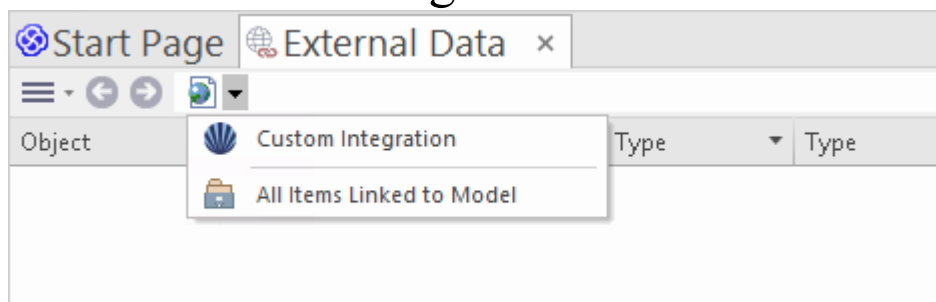 Start Page External Data ×
Object Type Type
Custom Integration
All Items Linked to Model